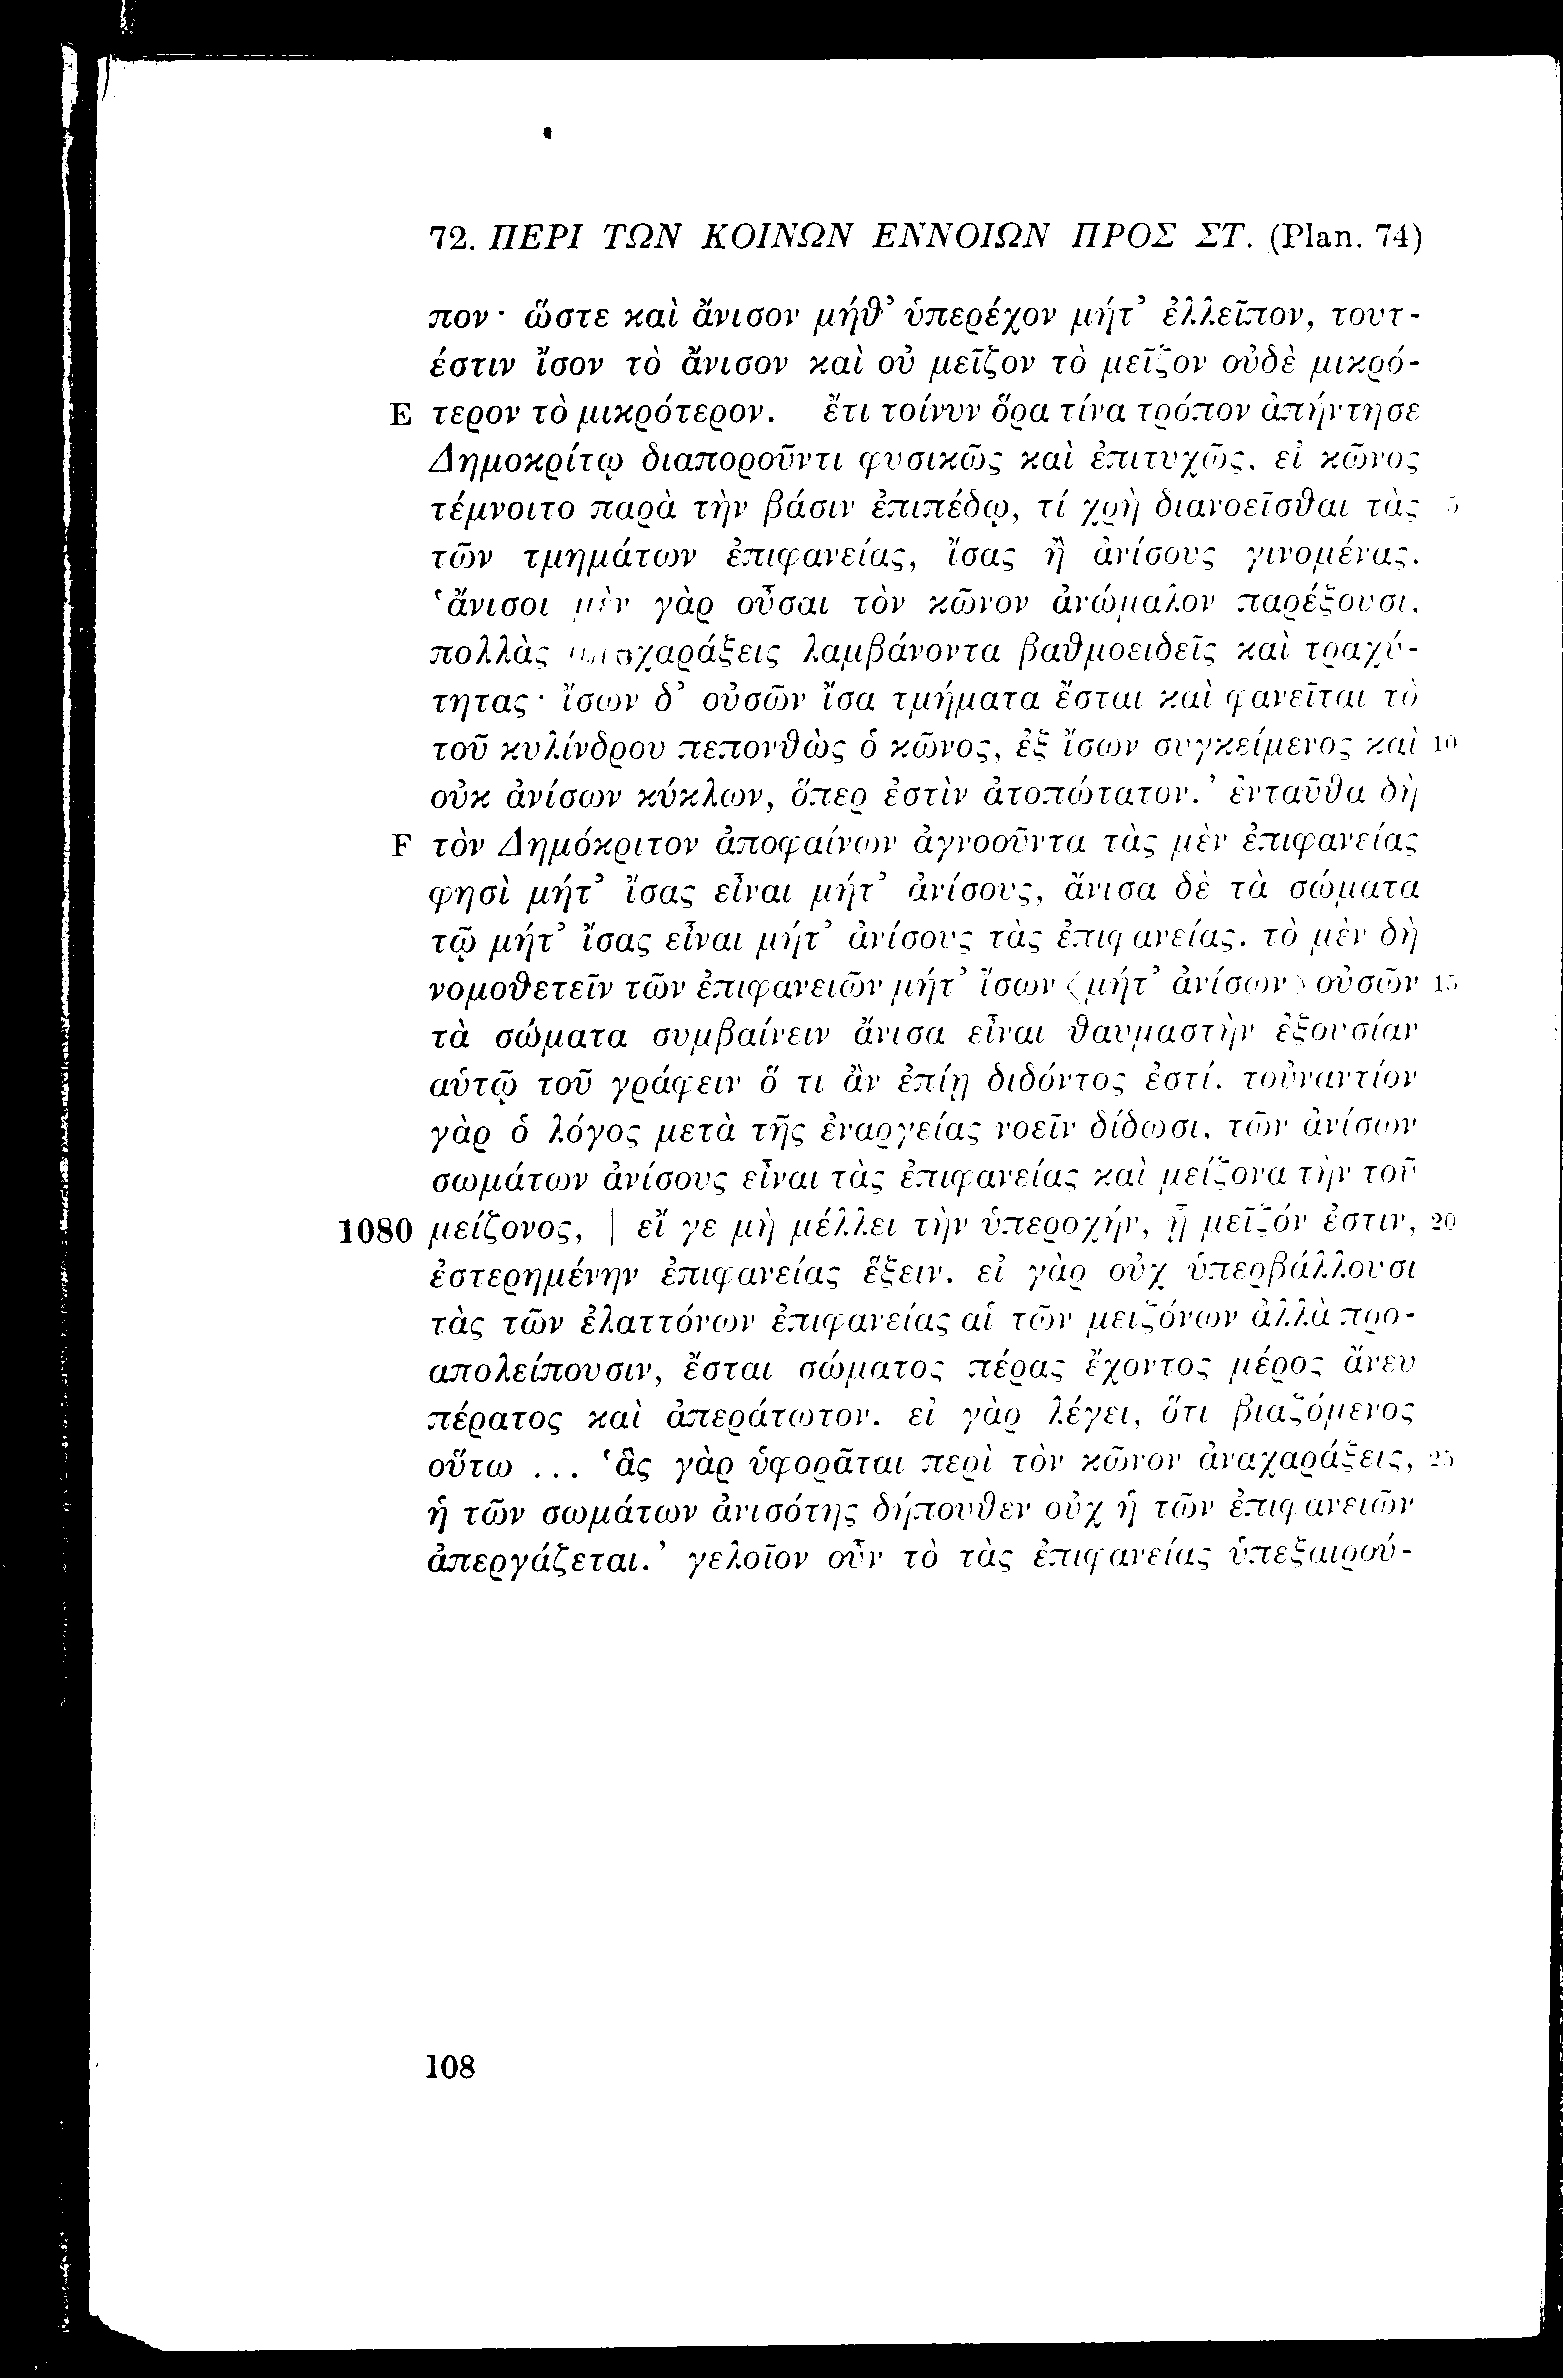 72. ΠΕΡΙ ΤΩΝ ΚΟΙΝΩΝ ΕΝΝΟΙΩΝ ΠΡΟΣ ΣΤ. (Plan. 74)
πον· ὥστε καὶ ἄνισον μήθ’ ὑπερέχον μήτ’ ἐλλεῖπον, τουτ-
έστιν ἴσον τὸ ἄνισον καὶ οὐ μεῖζον τὸ μεῖζον οὐδὲ μικρό-
E τερον τὸ μικρότερον. ἔτι τοίνυν ὅρα τίνα τρόπον ἀπήντησε
Δημοκρίτῳ διαποροῦντι φυσικῶς καὶ ἐπιτυχῶς, εἰ κῶνος
τέμνοιτο παρὰ τὴν βάσιν ἐπιπέδῳ, τί χρὴ διανοεῖσθαι τὰς 5
τῶν τμημάτων ἐπιφανείας, ἴσας ἢ ἀνίσους γινομένας.
‘ἄνισοι μὲν γὰρ οὖσαι τὸν κῶνον ἀνώμαλον παρέξουσι,
πολλὰς λαμβάνοντα βαθμοειδεῖς καὶ τραχύ-
τητας· ἴσων δ’ οὐσῶν ἴσα τμήματα ἔσται καὶ φανεῖται τὸ
τοῦ κυλίνδρου πεπονθὼς ὁ κῶνος, ἐξ ἴσων συγκείμενος καὶ 10
οὐκ ἀνίσων κύκλων, ὅπερ ἐστὶν ἀτοπώτατον.’ ἐνταῦθα δὴ
F τὸν Δημόκριτον ἀποφαίνων ἀγνοοῦντα τὰς μὲν ἐπιφανείας
φησὶ μήτ’ ἴσας εἶναι μήτ’ ἀνίσους, ἄνισα δὲ τὰ σώματα
τῷ μήτ’ ἴσας εἶναι μήτ’ ἀνίσους τὰς ἐπιφανείας. τὸ μὲν δὴ
νομοθετεῖν τῶν ἐπιφανειῶν μήτ’ ἴσων ⟨μήτ’ ἀνίσων⟩ οὐσῶν 15
τὰ σώματα συμβαίνειν ἄνισα εἶναι θαυμαστὴν ἐξουσίαν
αὑτῷ τοῦ γράφειν ὅ τι ἂν ἐπίῃ διδόντος ἐστί. τοὐναντίον
γὰρ ὁ λόγος μετὰ τῆς ἐναργείας νοεῖν δίδωσι, τῶν ἀνίσων
σωμάτων ἀνίσους εἶναι τὰς ἐπιφανείας καὶ μείζονα τὴν τοῦ
1080 μείζονος, | εἴ γε μὴ μέλλει τὴν ὑπεροχήν, ᾗ μεῖζόν ἐστιν, 20
ἐστερημένην ἐπιφανείας ἕξειν. εἰ γὰρ οὐχ ὑπερβάλλουσι
τὰς τῶν ἐλαττόνων ἐπιφανείας αἱ τῶν μειζόνων ἀλλὰ προ-
απολείπουσιν, ἔσται σώματος πέρας ἔχοντος μέρος ἄνευ
πέρατος καὶ ἀπεράτωτον. εἰ γὰρ λέγει, ὅτι βιαζόμενος
οὕτω ... ‘ἃς γὰρ ὑφορᾶται περὶ τὸν κῶνον ἀναχαράξεις, 25
ἡ τῶν σωμάτων ἀνισότης δήπουθεν οὐχ ἡ τῶν ἐπιφανειῶν
ἀπεργάζεται.’ γελοῖον οὖν τὸ τὰς ἐπιφανείας ὑπεξαιρού-
108